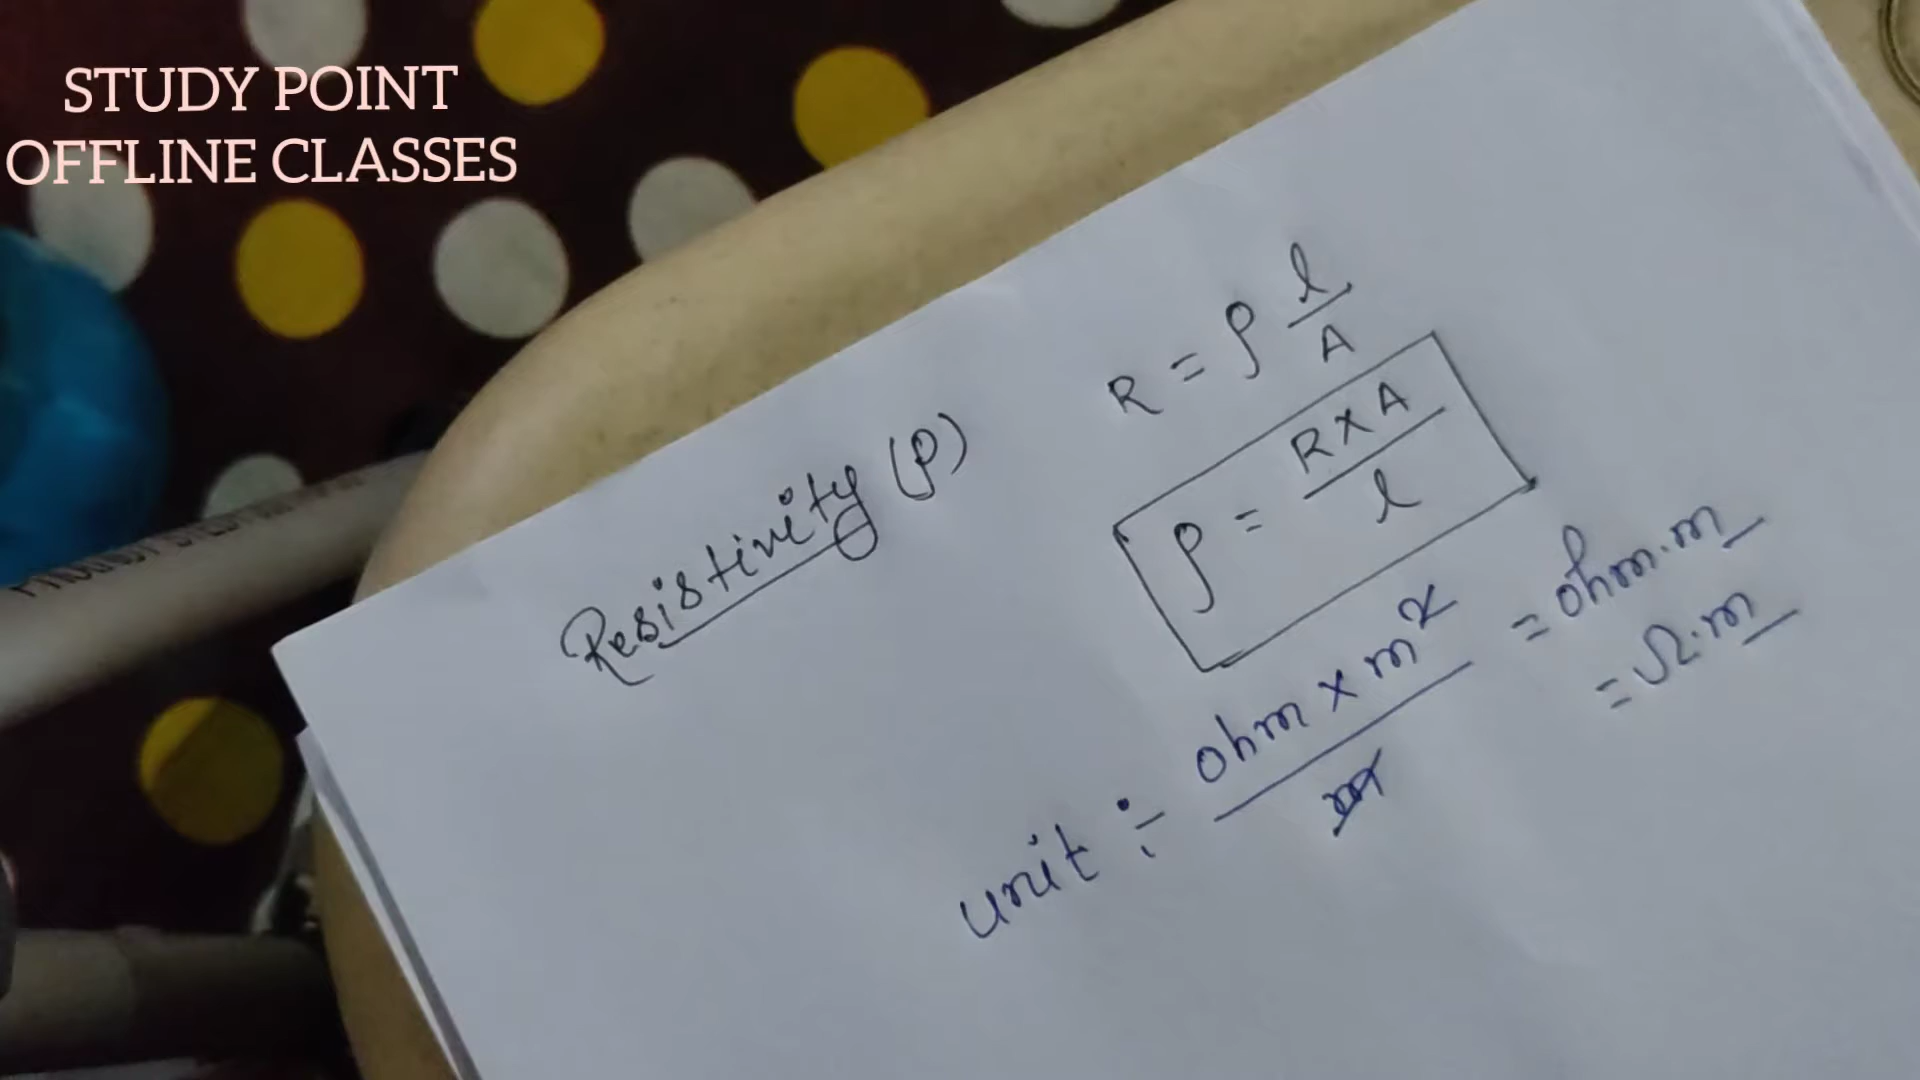 STUDY POINT
OFFLINE CLASSES
Resistivity (ρ)
R = ρ l/A
ρ = R × A / l
unit ÷ ohm × m² / m = ohm.m
= Ω.m